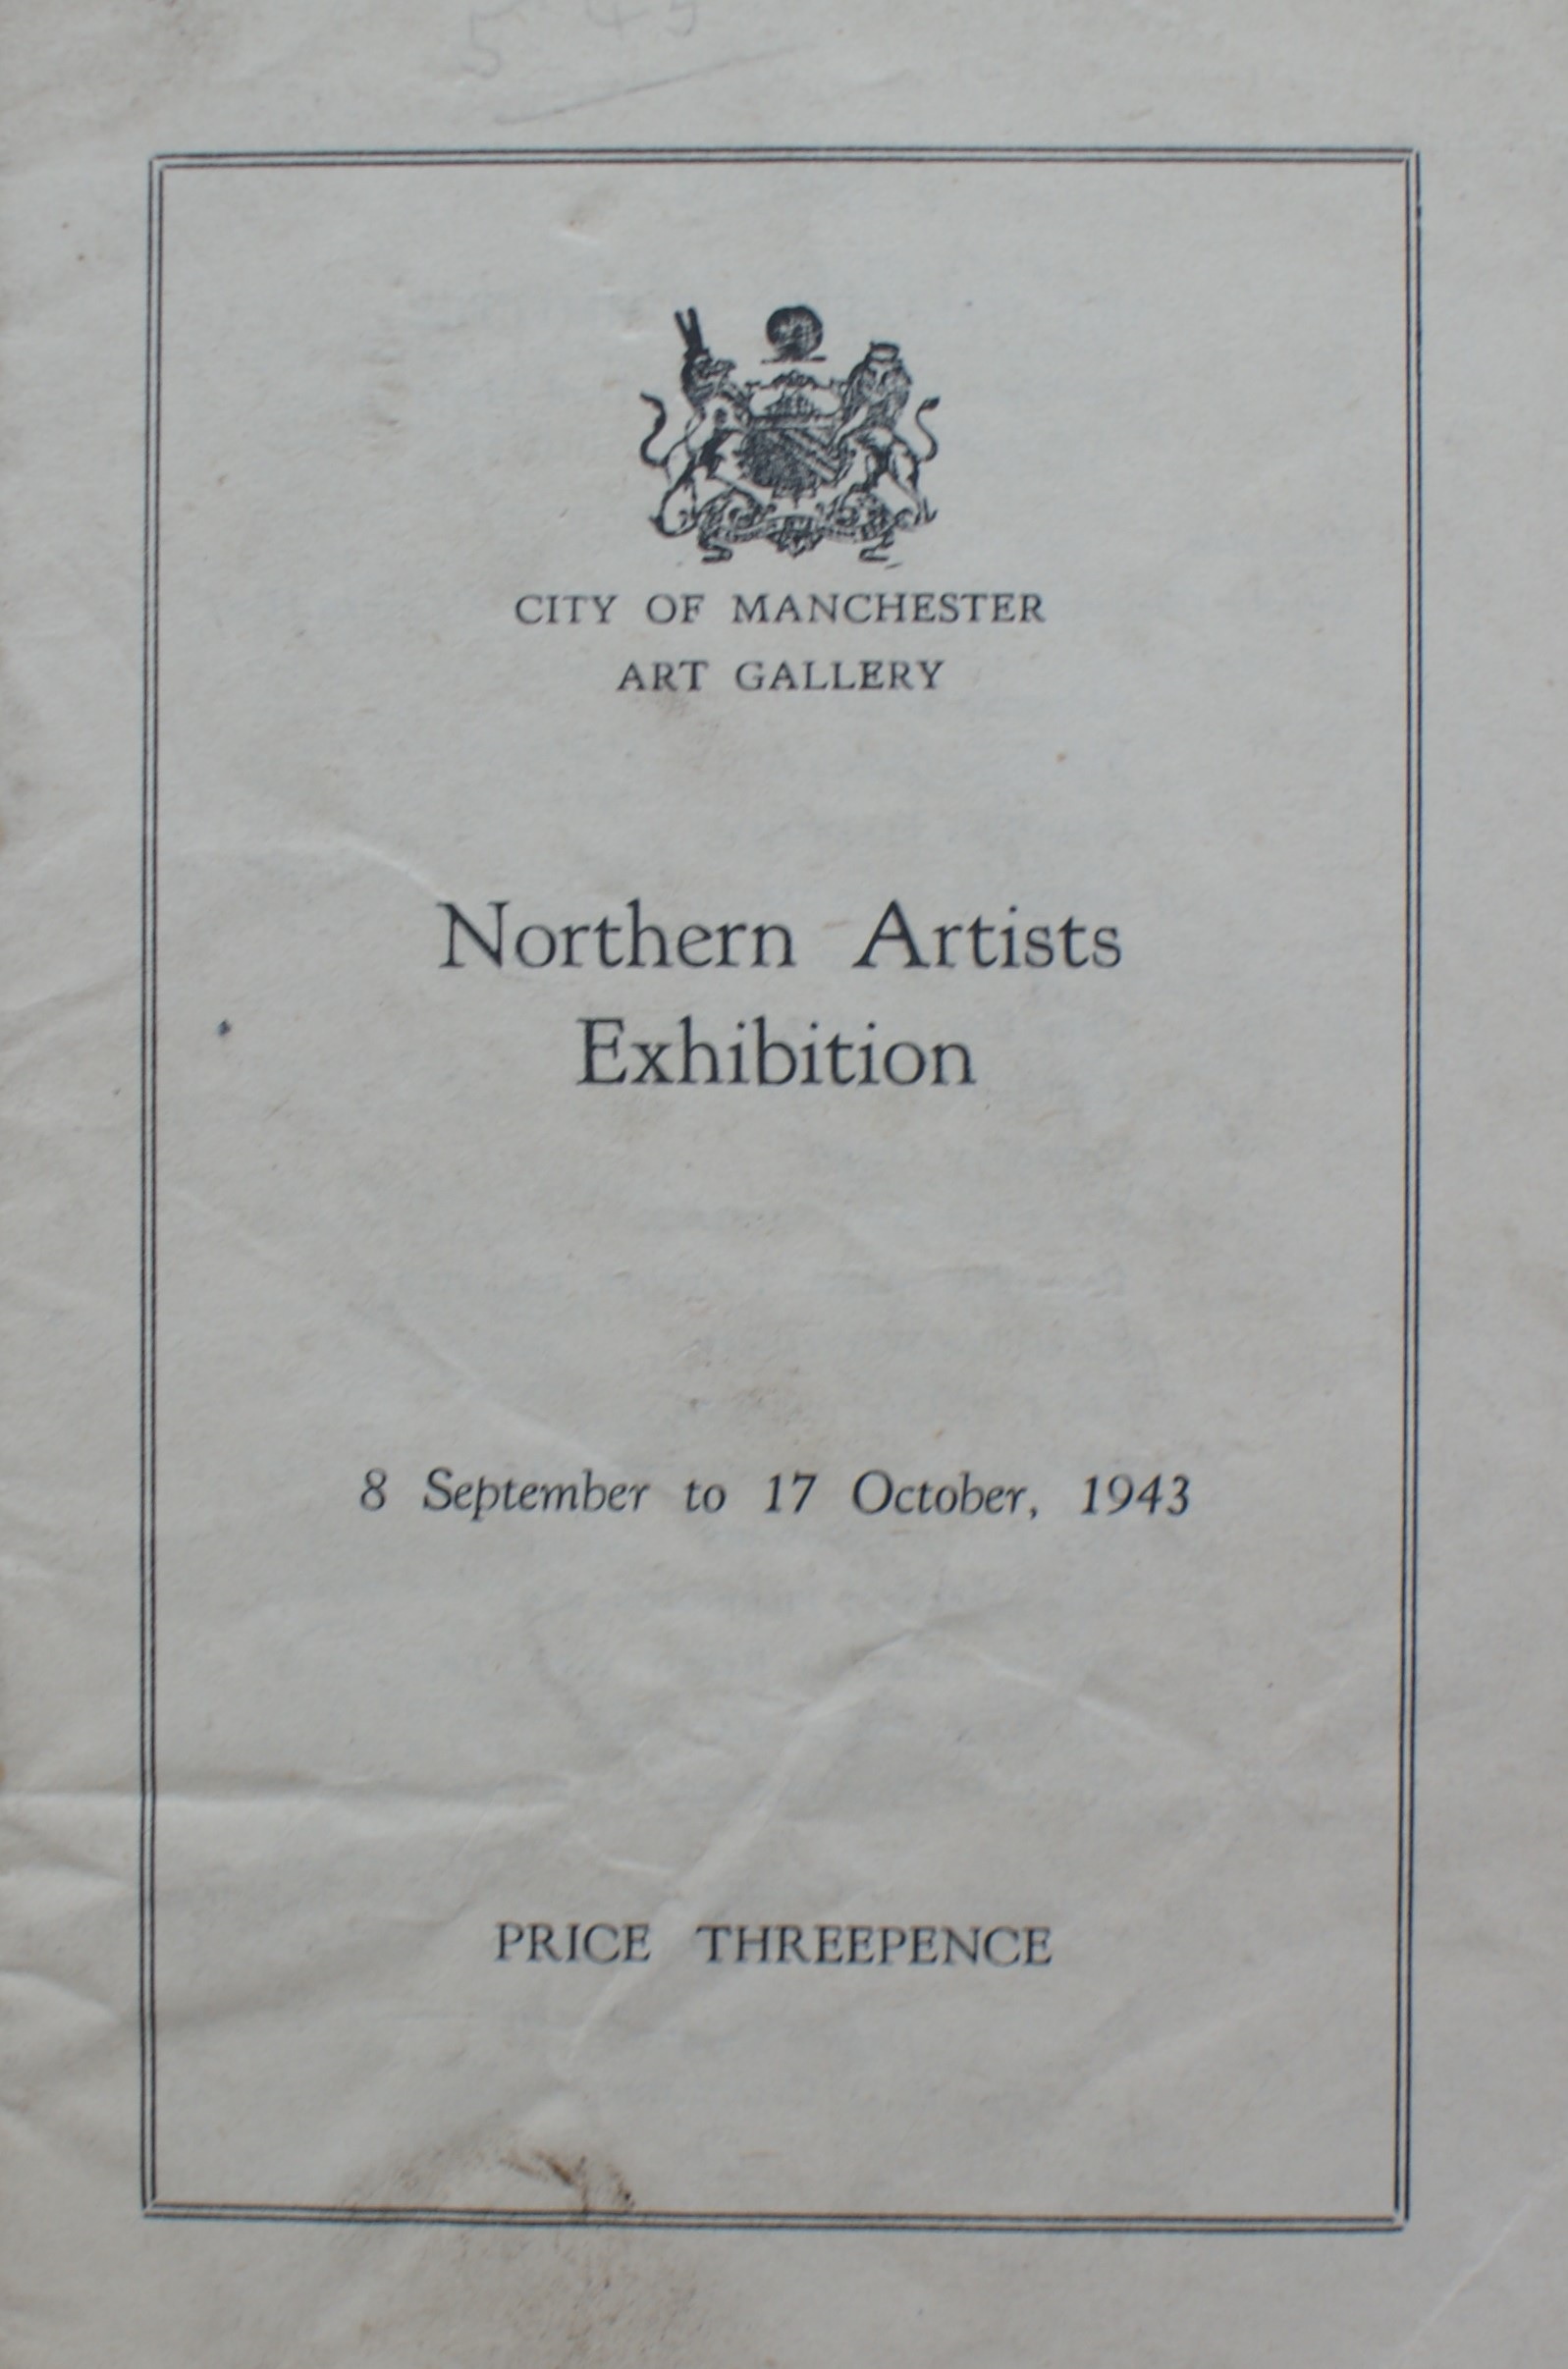 CITY OF MANCHESTER
ART GALLERY
Northern Artists
Exhibition
8 September to 17 October, 1943
PRICE THREEPENCE